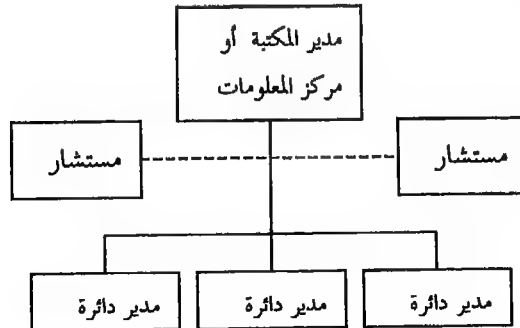 مدير المكتبة أو
مركز المعلومات
مستشار
مستشار
مدير دائرة
مدير دائرة
مدير دائرة